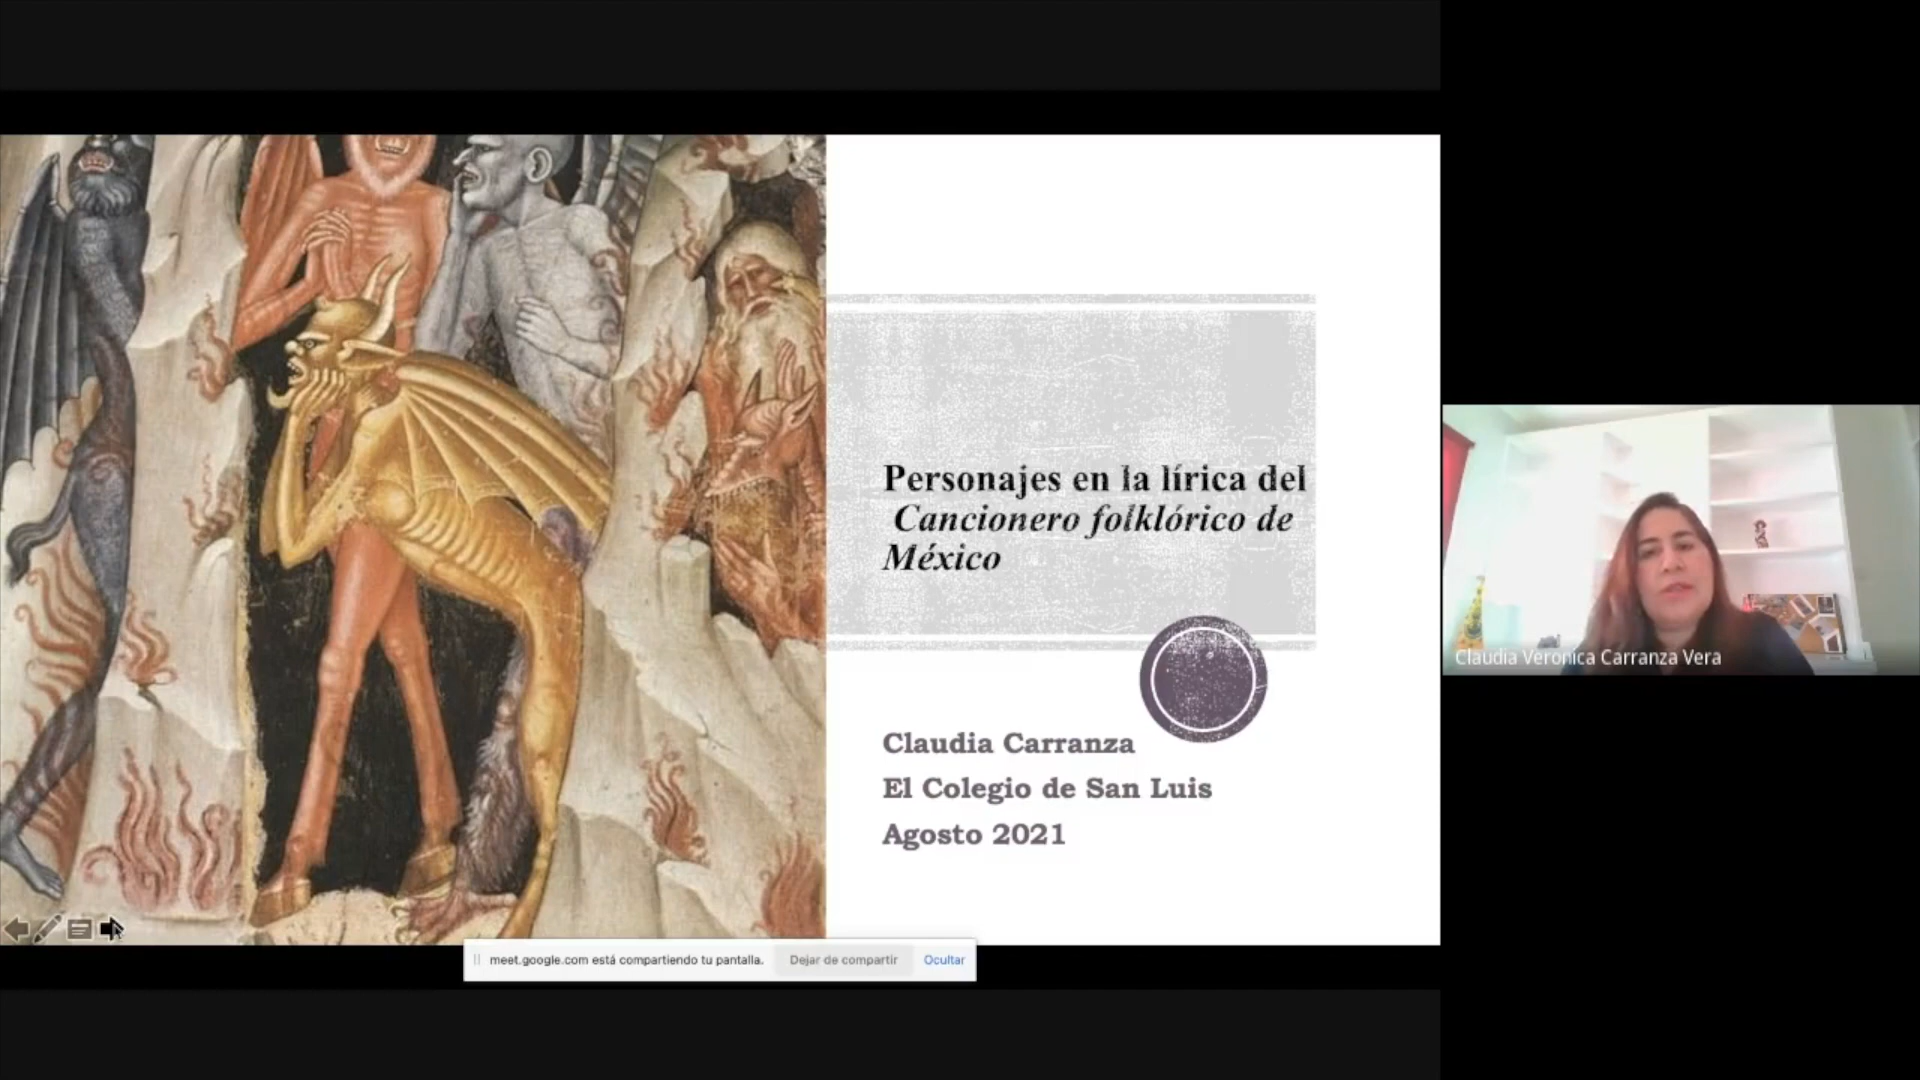 Personajes en la lírica del
Cancionero folklórico de
México
Claudia Carranza
El Colegio de San Luis
Agosto 2021
Claudia Veronica Carranza Vera
meet.google.com está compartiendo tu pantalla. Dejar de compartir Ocultar